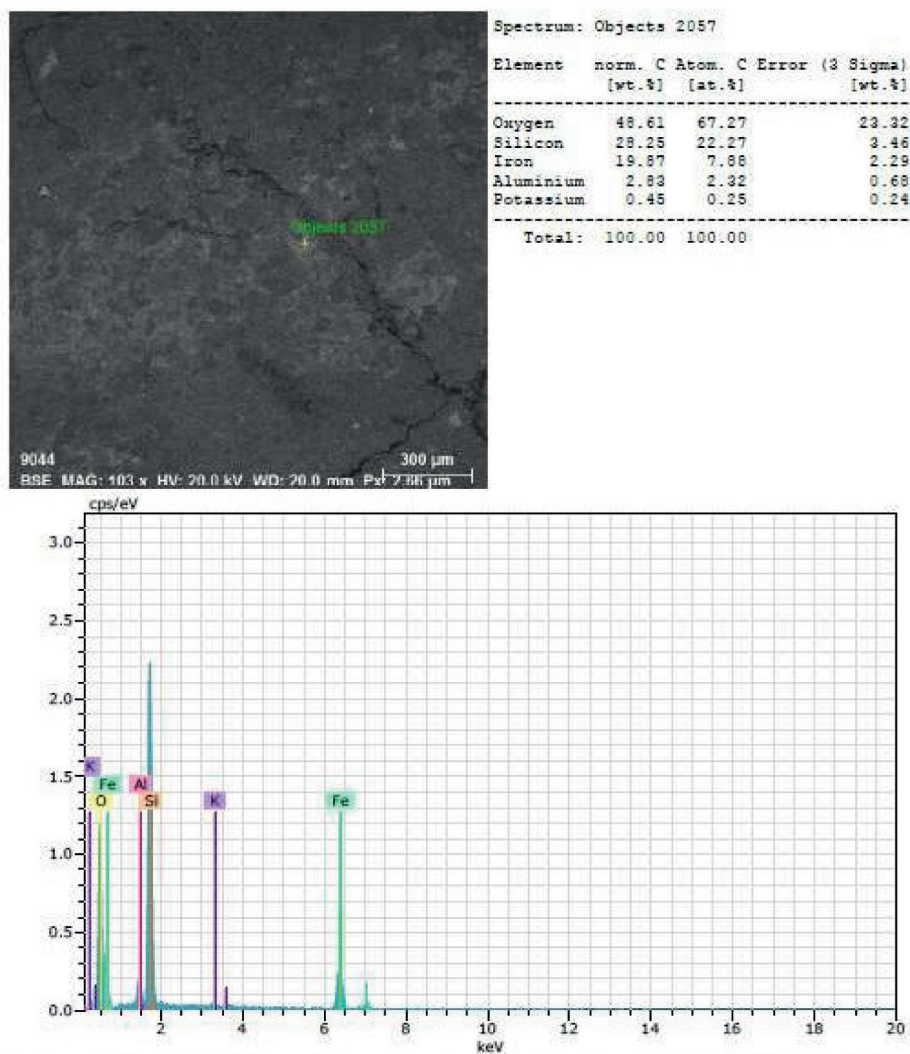 Spectrum: Objects 2057
Element norm. C Atom. C Error (3 Sigma)
[wt.%] [at.%] [wt.%]
Oxygen 48.61 67.27 23.32
Silicon 28.25 22.27 3.46
Iron 19.87 7.88 2.29
Aluminium 2.83 2.32 0.68
Potassium 0.45 0.25 0.24
Total: 100.00 100.00
Objects 2057
9044
300 µm
BSE MAG: 103 x HV: 20.0 kV WD: 20.0 mm Px: 2.66 µm
cps/eV
3.0
2.5
2.0
K
1.5
Fe Al
O Si K Fe
1.0
0.5
0.0
2 4 6 8 10 12 14 16 18 20
keV